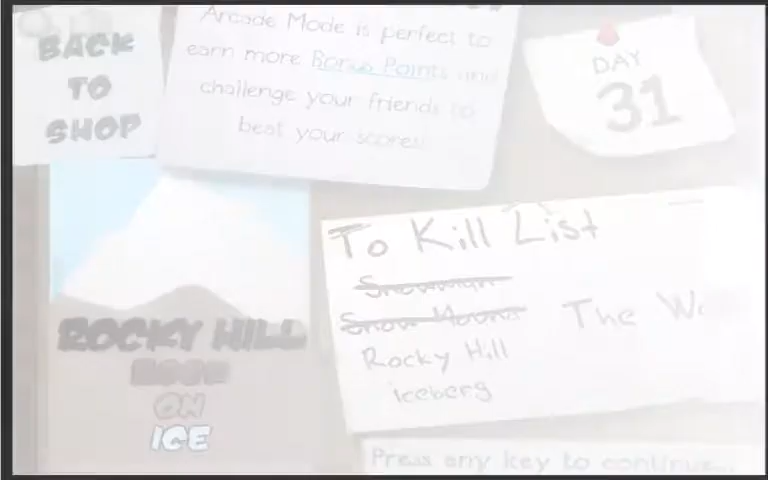 BACK
TO
SHOP
Arcade Mode is perfect to
earn more Bonus Points and
challenge your friends to
beat your scores!
DAY
31
ROCKY HILL
ON
ICE
To Kill List
Snowman
Snow Mound
Rocky Hill
Iceberg
The
Press any key to continue...